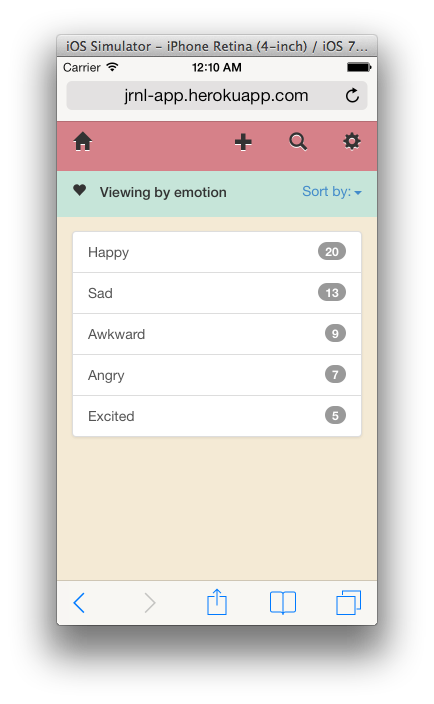 iOS Simulator – iPhone Retina (4-inch) / iOS 7...
Carrier 12:10 AM
jrnl-app.herokuapp.com
Viewing by emotion Sort by:
Happy 20
Sad 13
Awkward 9
Angry 7
Excited 5